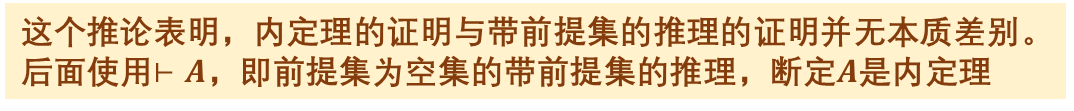 这个推论表明，内定理的证明与带前提集的推理的证明并无本质差别。
后面使用⊢ A，即前提集为空集的带前提集的推理，断定A是内定理